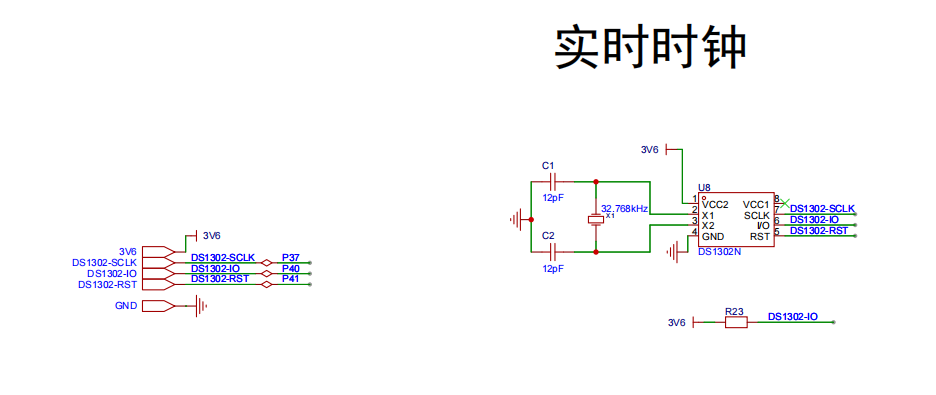 实时时钟
3V6
C1
12pF
32.768kHz
X1
C2
12pF
U8
1
2
3
4
VCC2
X1
X2
GND
VCC1
SCLK
I/O
RST
8
7
6
5
DS1302-SCLK
DS1302-IO
DS1302-RST
DS1302N
3V6
3V6
DS1302-SCLK
DS1302-IO
DS1302-RST
GND
DS1302-SCLK
DS1302-IO
DS1302-RST
P37
P40
P41
3V6
R23
DS1302-IO